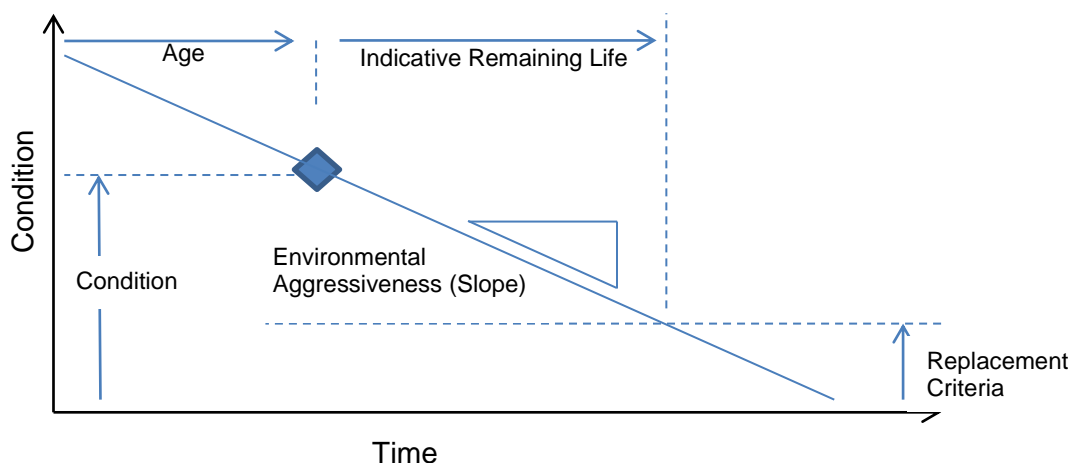 Age
Indicative Remaining Life
Condition
Condition
Environmental
Aggressiveness (Slope)
Replacement
Criteria
Time